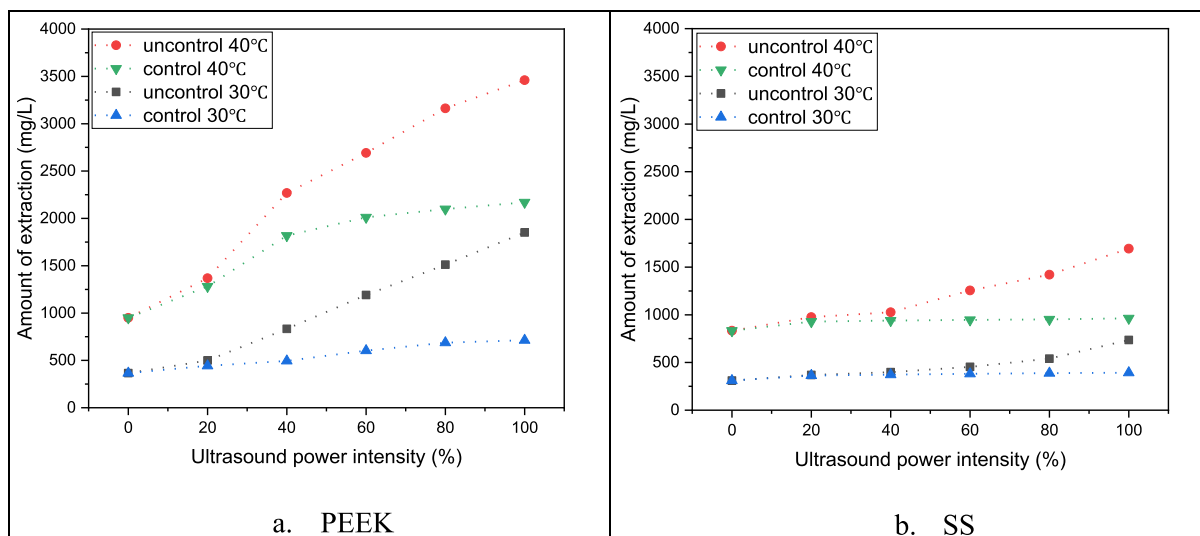 4000
3500
3000
2500
2000
1500
1000
500
0
Amount of extraction (mg/L)
uncontrol 40℃
control 40℃
uncontrol 30℃
control 30℃
0 20 40 60 80 100
Ultrasound power intensity (%)
a. PEEK
4000
3500
3000
2500
2000
1500
1000
500
0
Amount of extraction (mg/L)
uncontrol 40℃
control 40℃
uncontrol 30℃
control 30℃
0 20 40 60 80 100
Ultrasound power intensity (%)
b. SS